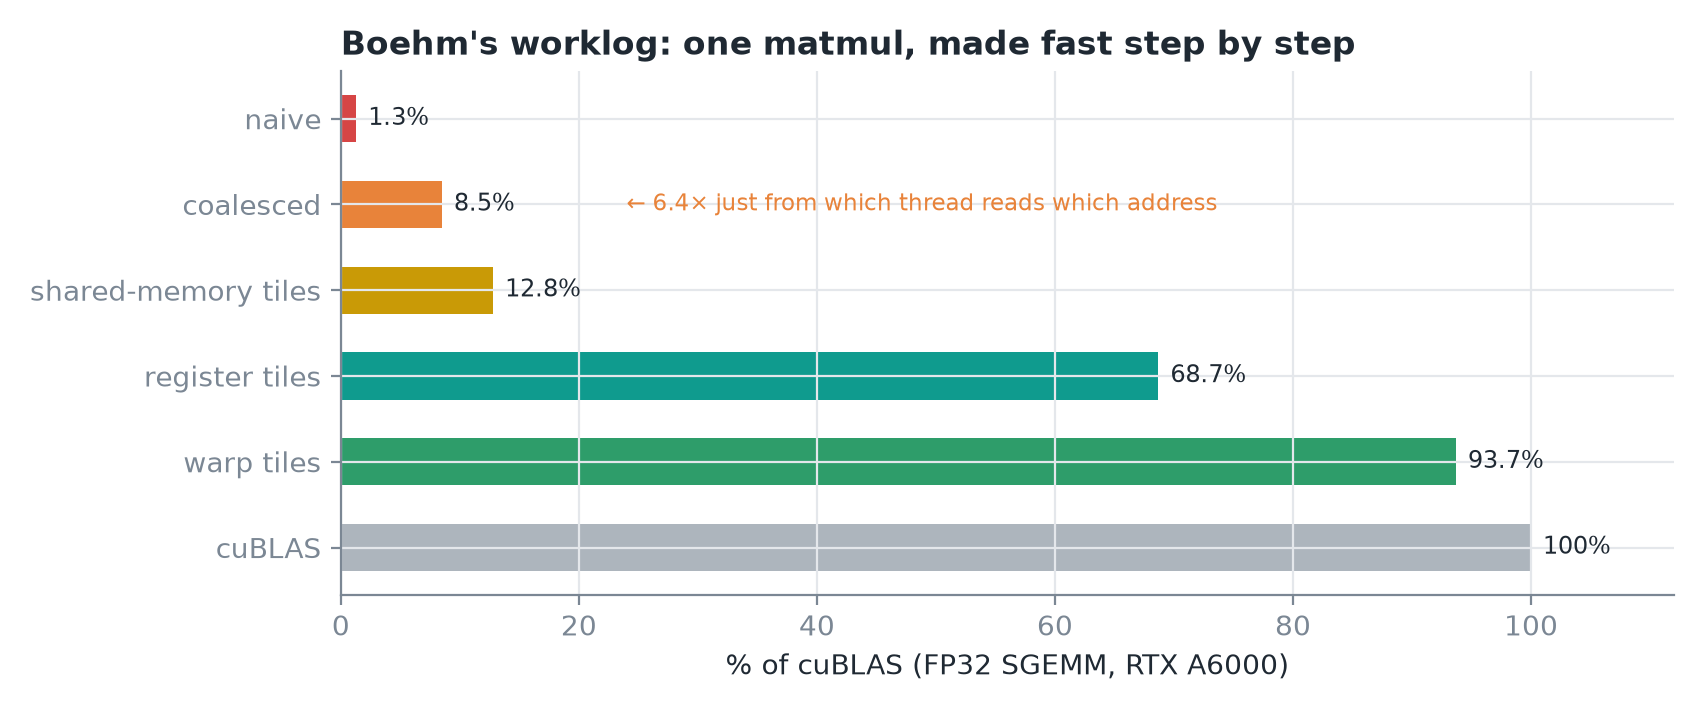 Boehm's worklog: one matmul, made fast step by step
naive 1.3%
coalesced 8.5% ← 6.4× just from which thread reads which address
shared-memory tiles 12.8%
register tiles 68.7%
warp tiles 93.7%
cuBLAS 100%
0 20 40 60 80 100
% of cuBLAS (FP32 SGEMM, RTX A6000)